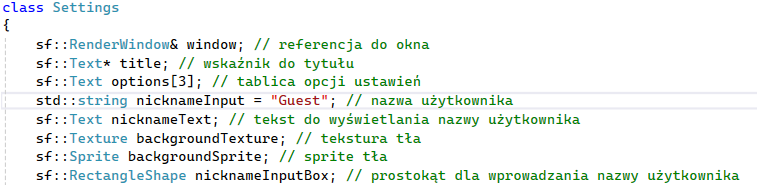 class Settings
{
sf::RenderWindow& window; // referencja do okna
sf::Text* title; // wskaźnik do tytułu
sf::Text options[3]; // tablica opcji ustawień
std::string nicknameInput = "Guest"; // nazwa użytkownika
sf::Text nicknameText; // tekst do wyświetlania nazwy użytkownika
sf::Texture backgroundTexture; // tekstura tła
sf::Sprite backgroundSprite; // sprite tła
sf::RectangleShape nicknameInputBox; // prostokąt dla wprowadzania nazwy użytkownika